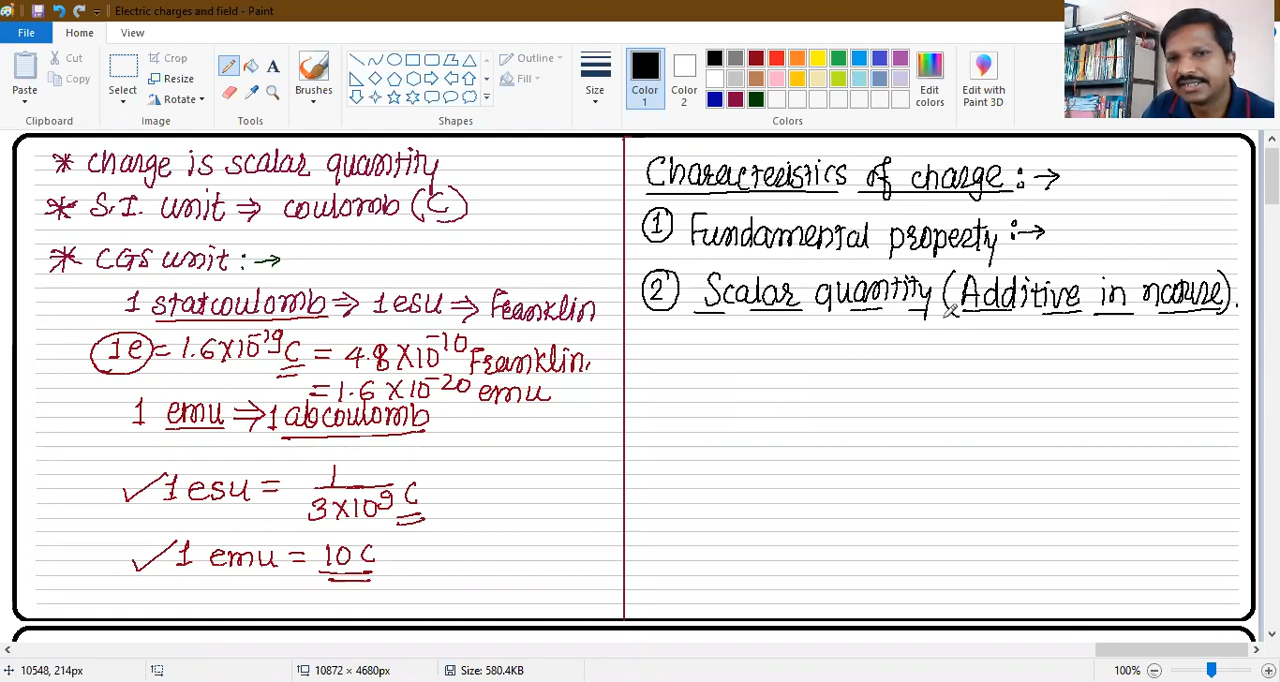 Electric charges and field - Paint
File
Home
View
Paste
Cut
Copy
Clipboard
Select
Crop
Resize
Rotate
Image
Tools
Brushes
Shapes
Outline
Fill
Size
Color 1
Color 2
Colors
Edit colors
Edit with Paint 3D
* charge is scalar quantity
* S.I. unit ⇒ coulomb (C)
* CGS unit :→
1 statcoulomb ⇒ 1esu ⇒ Franklin
1e = 1.6×10⁻¹⁹C = 4.8×10⁻¹⁰ Franklin.
= 1.6×10⁻²⁰ emu
1 emu ⇒ 1 abcoulomb
✓ 1 esu = 1/3×10⁹ C
✓ 1 emu = 10 C
Characteristics of charge :→
① Fundamental property :→
② Scalar quantity (Additive in nature).
10548, 214px
10872 × 4680px
Size: 580.4KB
100%